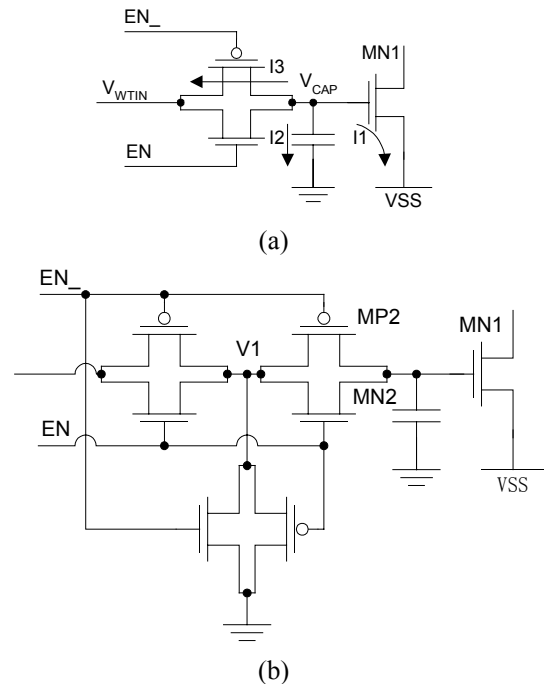 EN_
MN1
I3
V_CAP
V_WTIN
I2
I1
EN
VSS
(a)
EN_
MP2
MN1
V1
MN2
EN
VSS
(b)